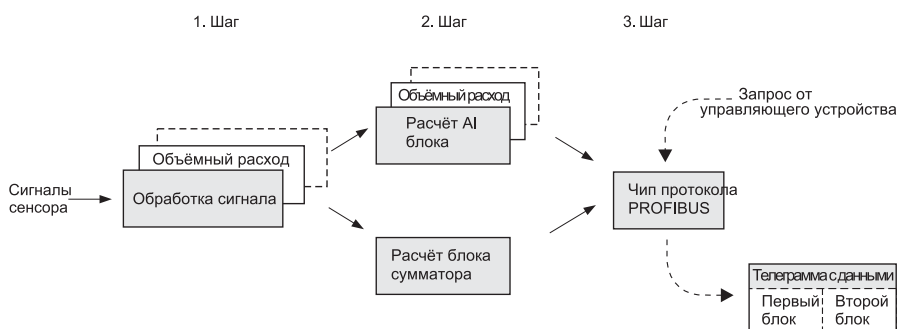 1. Шаг
2. Шаг
3. Шаг
Объёмный расход
Обработка сигнала
Сигналы
сенсора
Объёмный расход
Расчёт AI
блока
Расчёт блока
сумматора
Запрос от
управляющего устройства
Чип протокола
PROFIBUS
Телеграмма с данными
Первый
блок
Второй
блок